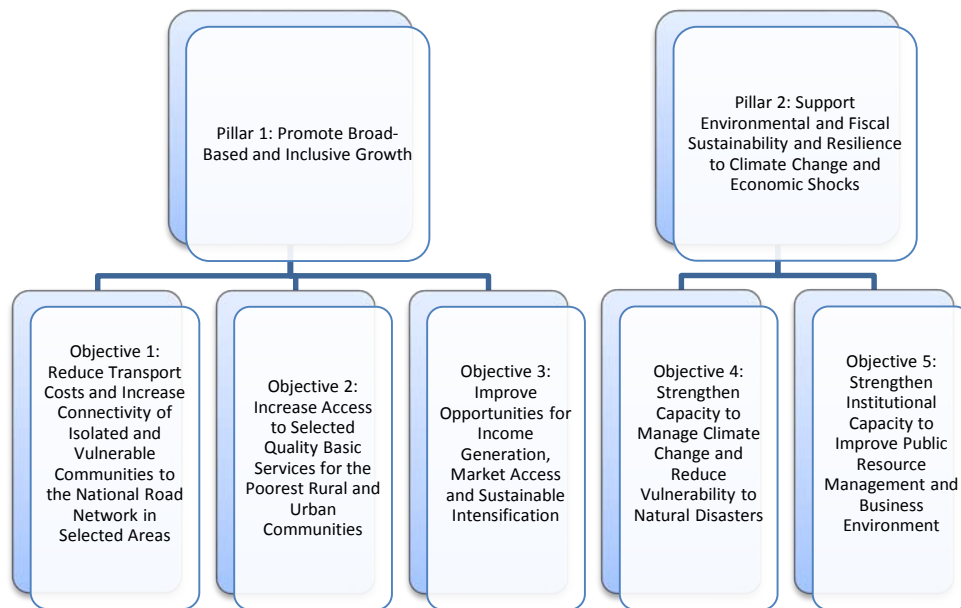 Pillar 1: Promote Broad-
Based and Inclusive Growth
Pillar 2: Support
Environmental and Fiscal
Sustainability and Resilience
to Climate Change and
Economic Shocks
Objective 1:
Reduce Transport
Costs and Increase
Connectivity of
Isolated and
Vulnerable
Communities to
the National Road
Network in
Selected Areas
Objective 2:
Increase Access
to Selected
Quality Basic
Services for the
Poorest Rural and
Urban
Communities
Objective 3:
Improve
Opportunities for
Income
Generation,
Market Access
and Sustainable
Intensification
Objective 4:
Strengthen
Capacity to
Manage Climate
Change and
Reduce
Vulnerability to
Natural Disasters
Objective 5:
Strengthen
Institutional
Capacity to
Improve Public
Resource
Management and
Business
Environment